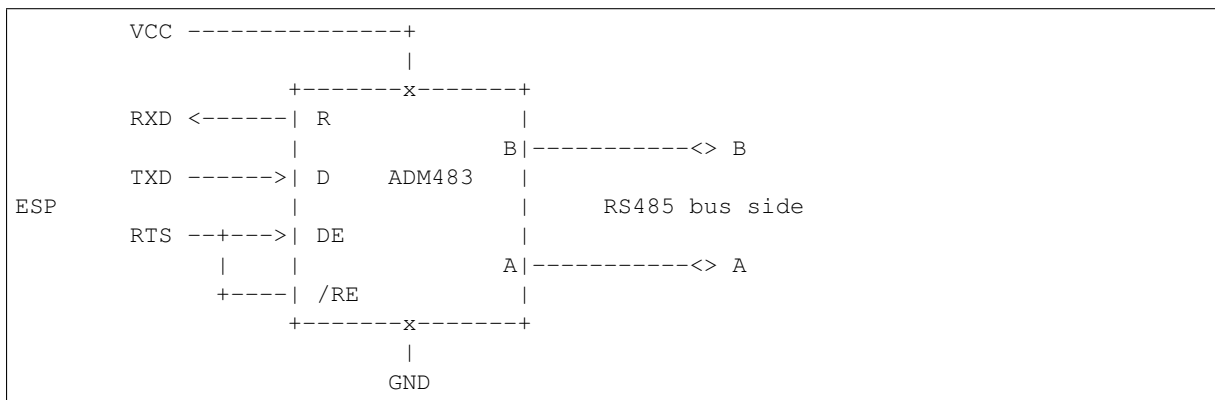 VCC ---------------+
|
+-------x-------+
RXD <------| R |
| B|-----------<> B
TXD ------>| D ADM483 |
ESP | | RS485 bus side
RTS --+--->| DE |
| | A|-----------<> A
+----| /RE |
+-------x-------+
|
GND